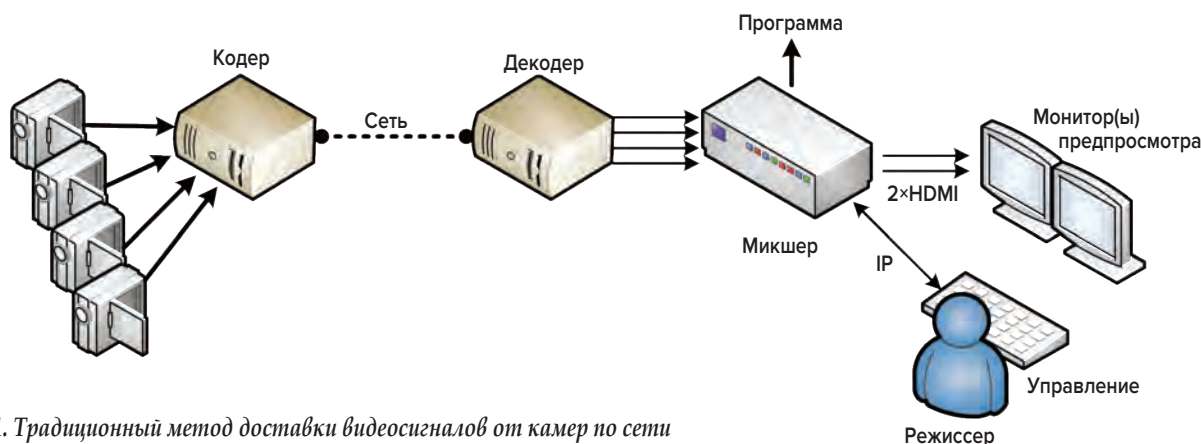 Программа
Кодер
Декодер
Сеть
Монитор(ы)
предпросмотра
2×HDMI
Микшер
IP
Управление
Режиссер
. Традиционный метод доставки видеосигналов от камер по сети